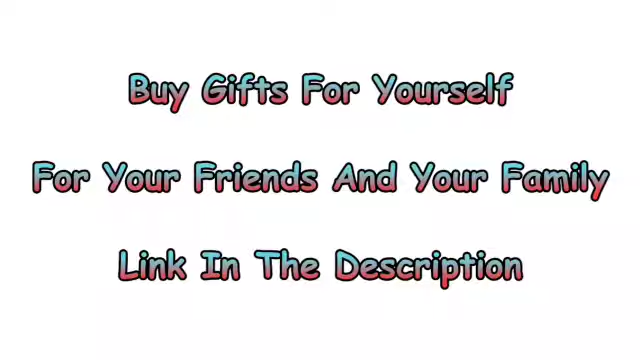 Buy Gifts For Yourself
For Your Friends And Your Family
Link In The Description